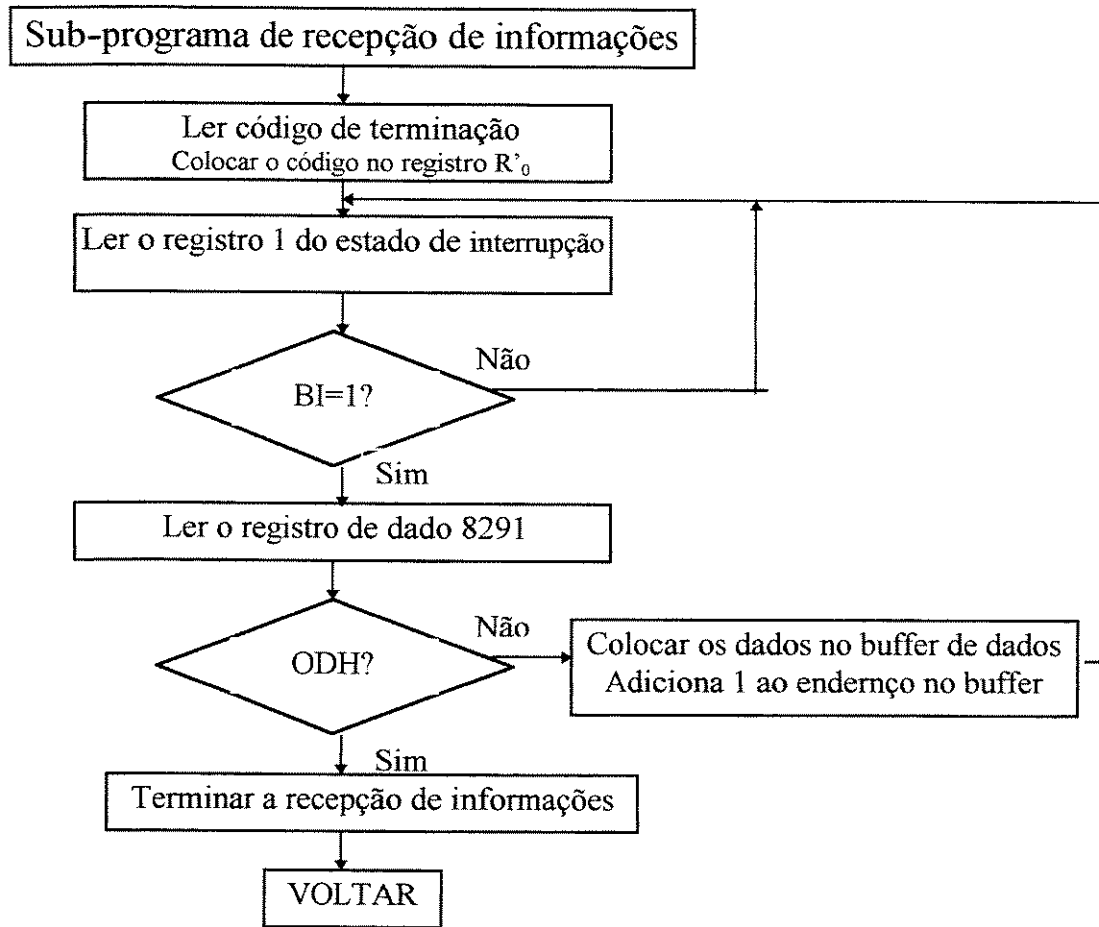 Sub-programa de recepção de informações
Ler código de terminação
Colocar o código no registro R'₀
Ler o registro 1 do estado de interrupção
BI=1?
Não
Sim
Ler o registro de dado 8291
ODH?
Não
Colocar os dados no buffer de dados
Adiciona 1 ao endernço no buffer
Sim
Terminar a recepção de informações
VOLTAR